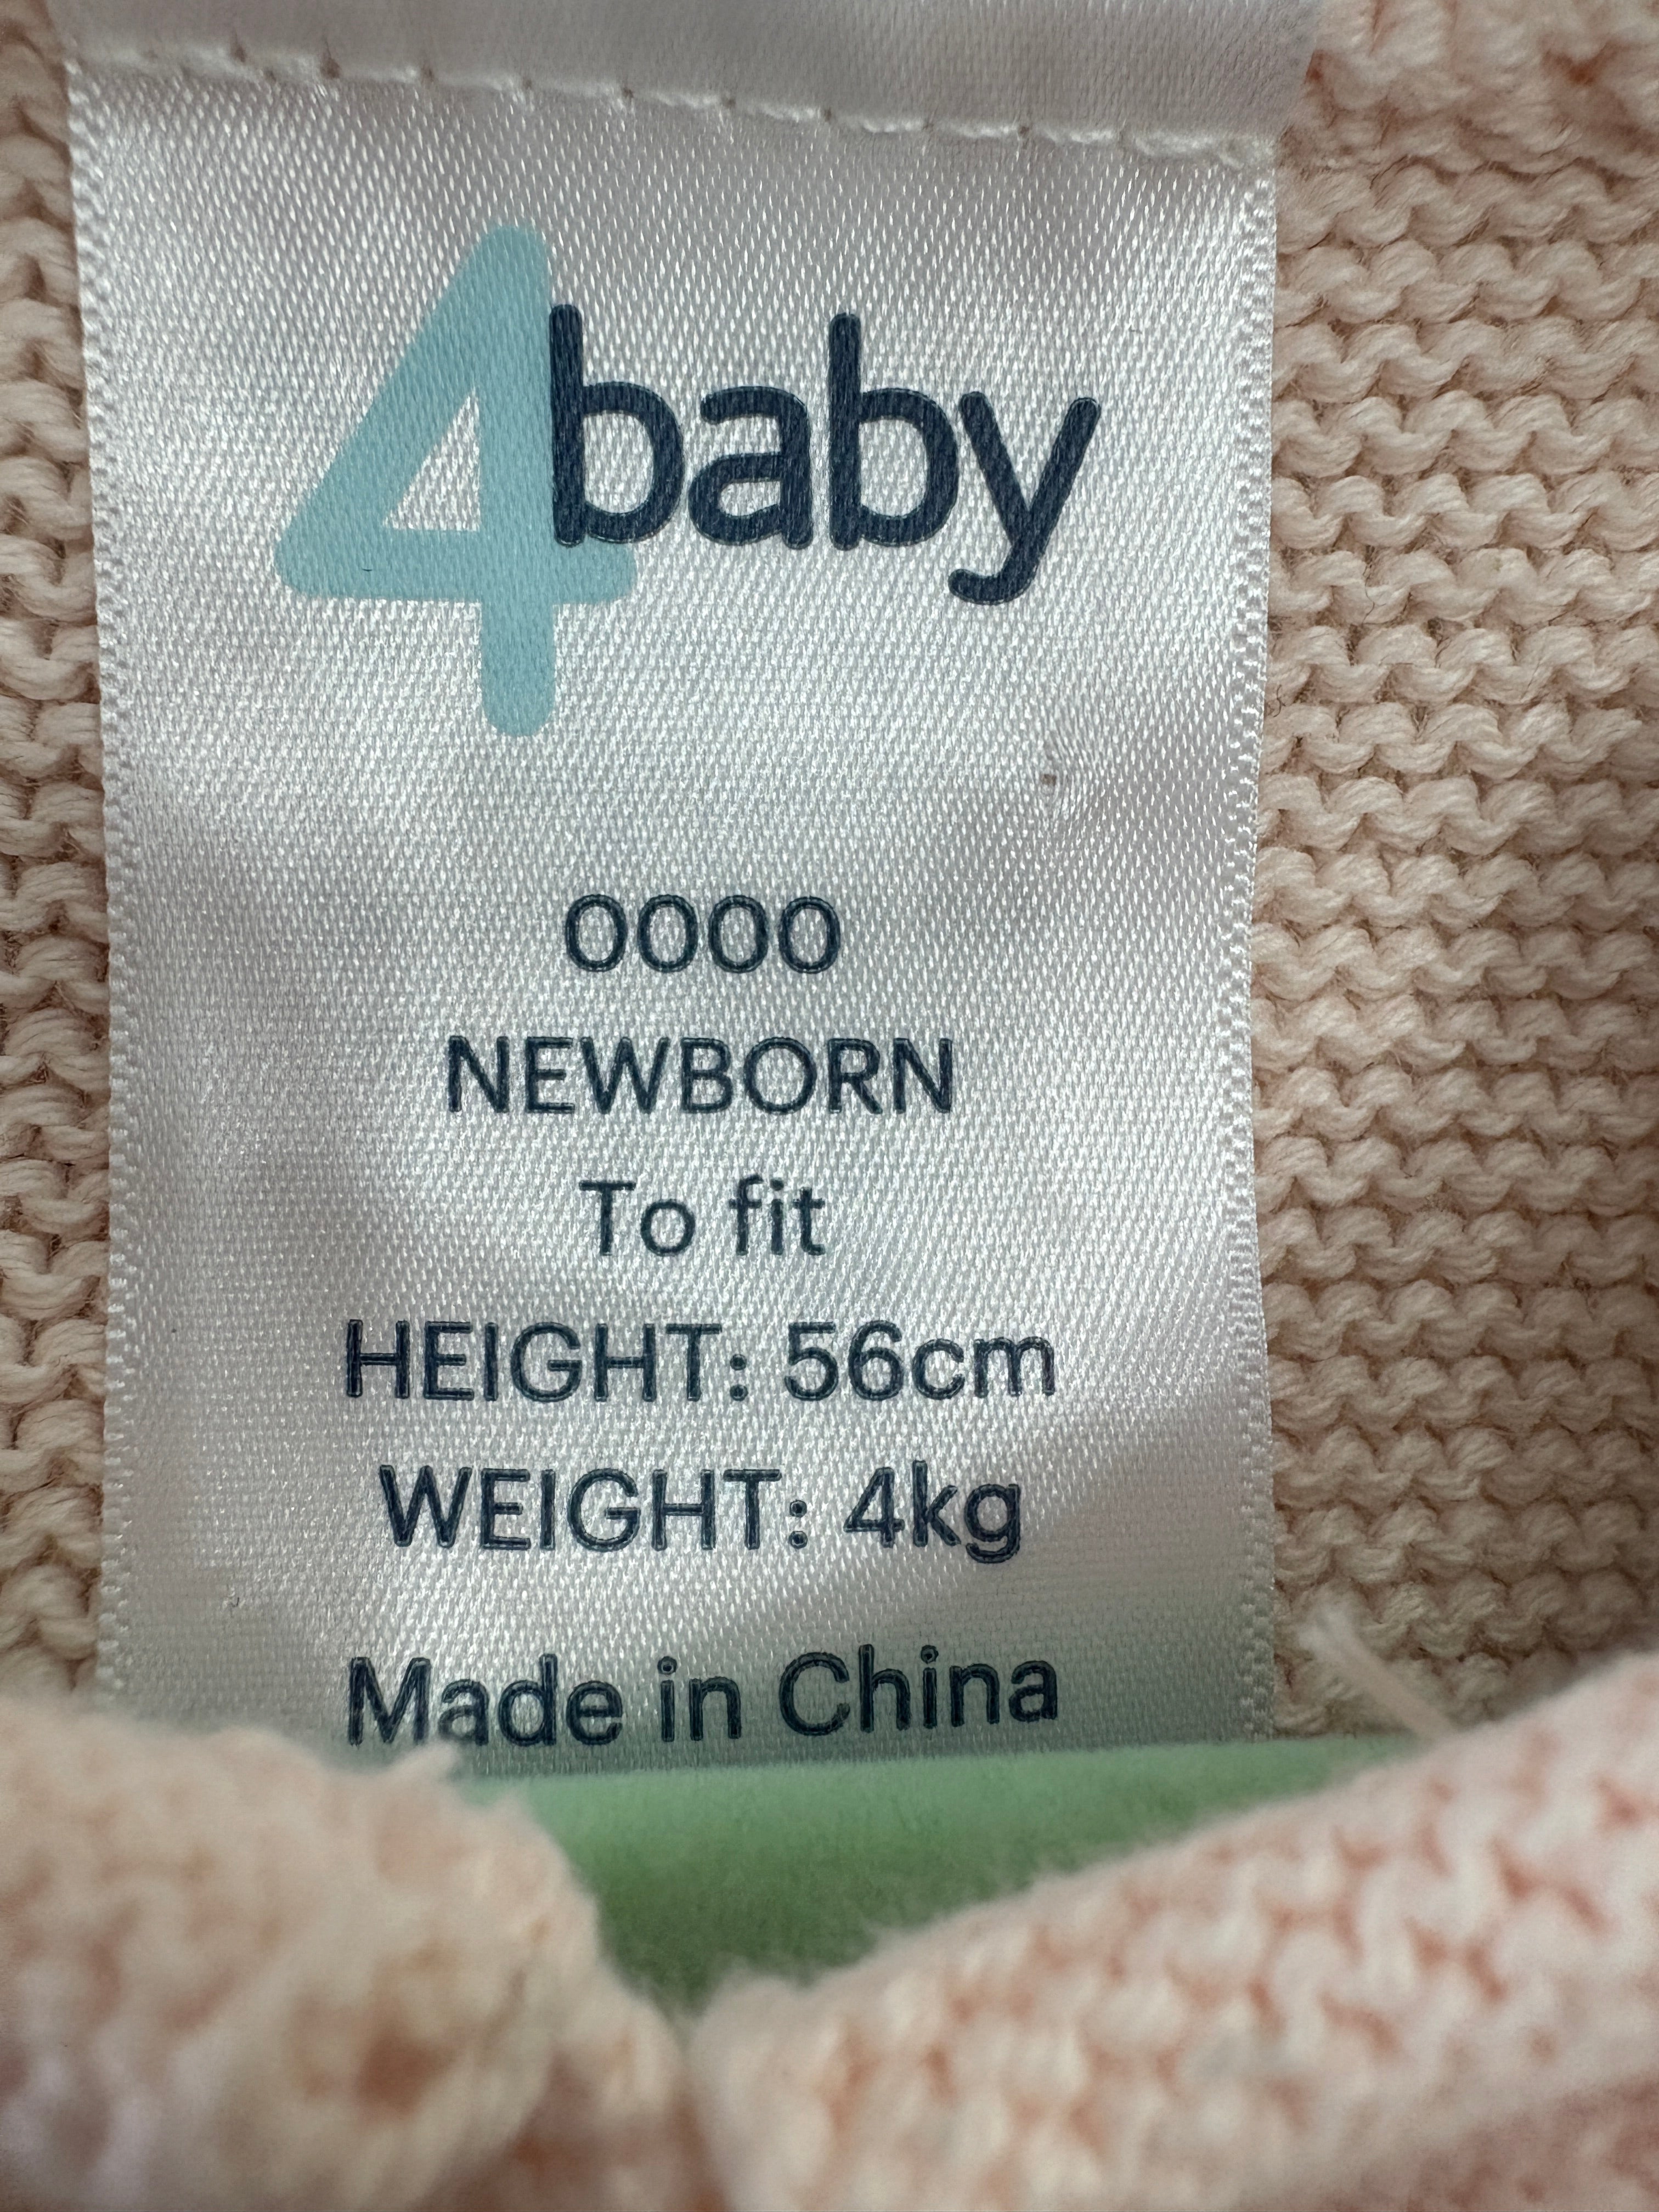 4baby
0000
NEWBORN
To fit
HEIGHT: 56cm
WEIGHT: 4kg
Made in China